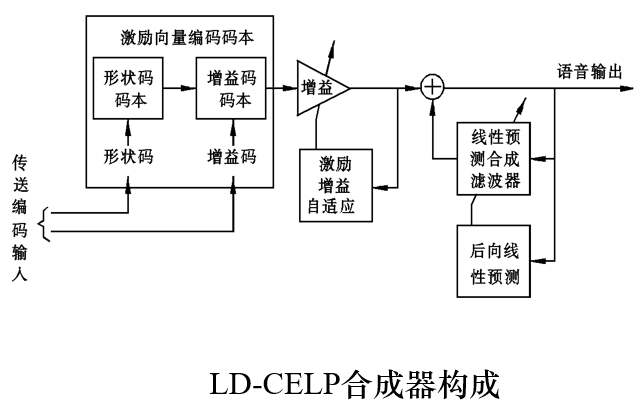 激励向量编码码本
形状码
码本
增益码
码本
增益
语音输出
形状码
增益码
激励
增益
自适应
线性预
测合成
滤波器
后向线
性预测
传送编码输入
LD-CELP合成器构成